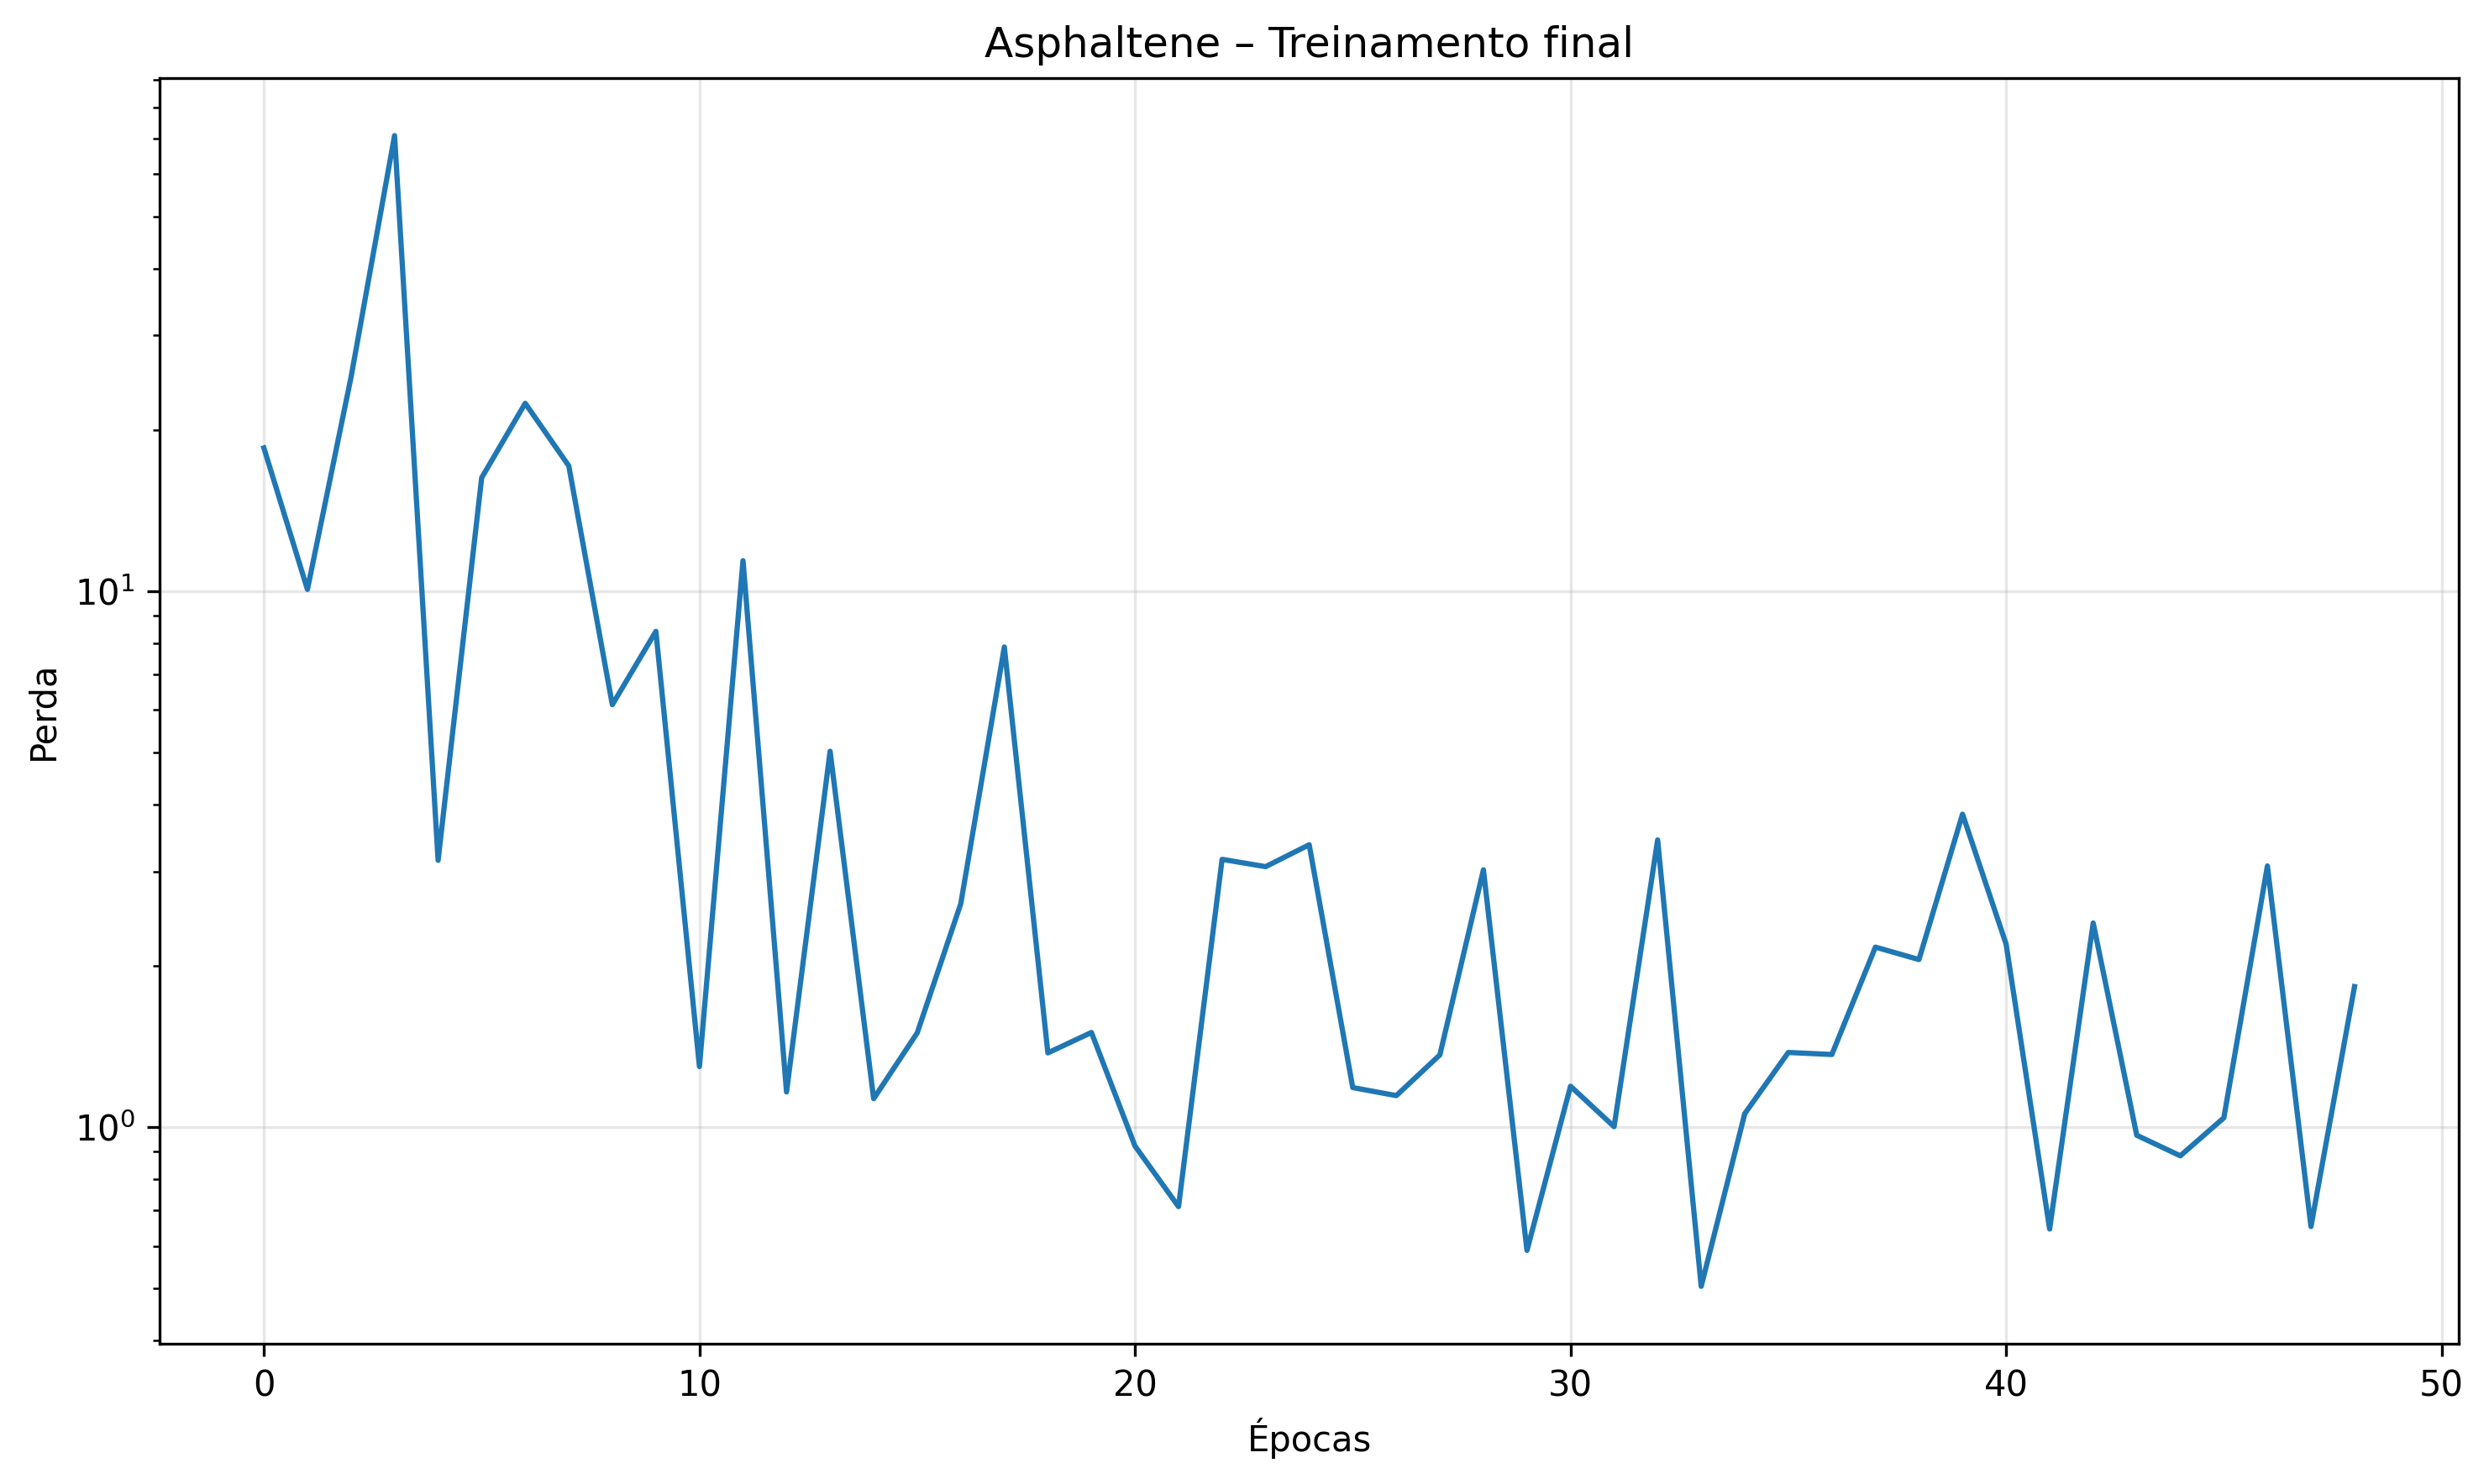 Asphaltene – Treinamento final
Perda
10¹
10⁰
0 10 20 30 40 50
Épocas